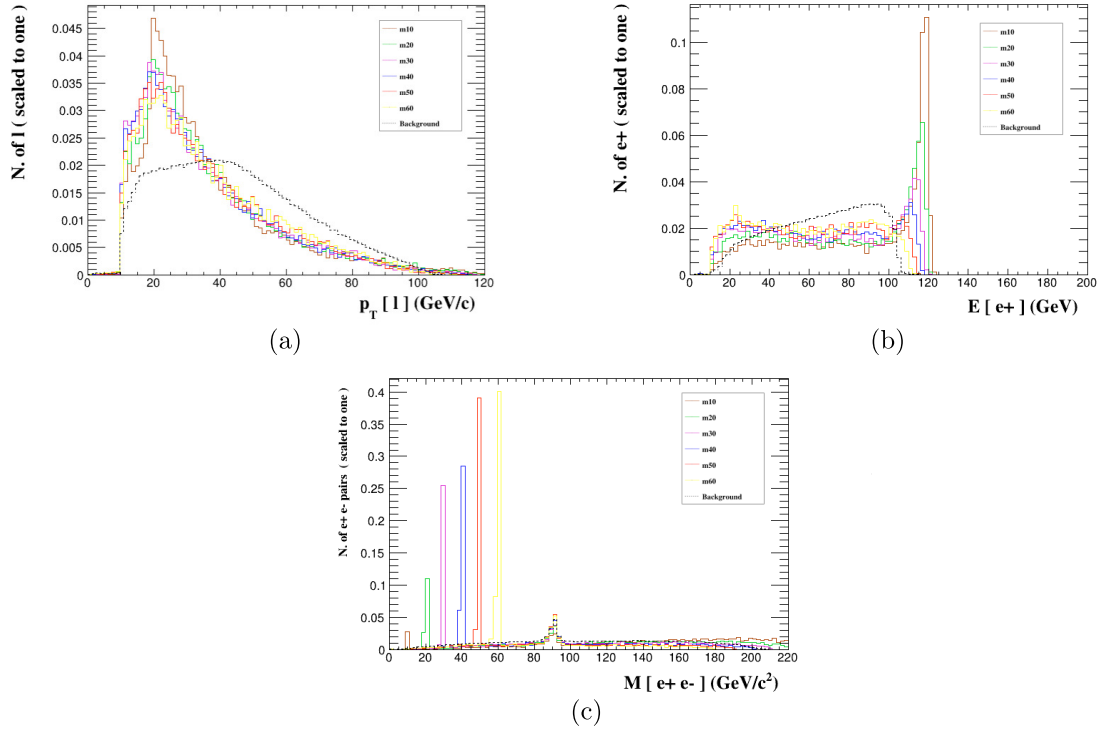 N. of l ( scaled to one )
0.045
0.04
0.035
0.03
0.025
0.02
0.015
0.01
0.005
0
m10
m20
m30
m40
m50
m60
Background
0 20 40 60 80 100 120
p_T [ l ] (GeV/c)
(a)
N. of e+ ( scaled to one )
0.1
0.08
0.06
0.04
0.02
0
m10
m20
m30
m40
m50
m60
Background
0 20 40 60 80 100 120 140 160 180 200
E [ e+ ] (GeV)
(b)
N. of e+ e- pairs ( scaled to one )
0.4
0.35
0.3
0.25
0.2
0.15
0.1
0.05
0
m10
m20
m30
m40
m50
m60
Background
0 20 40 60 80 100 120 140 160 180 200 220
M [ e+ e- ] (GeV/c²)
(c)